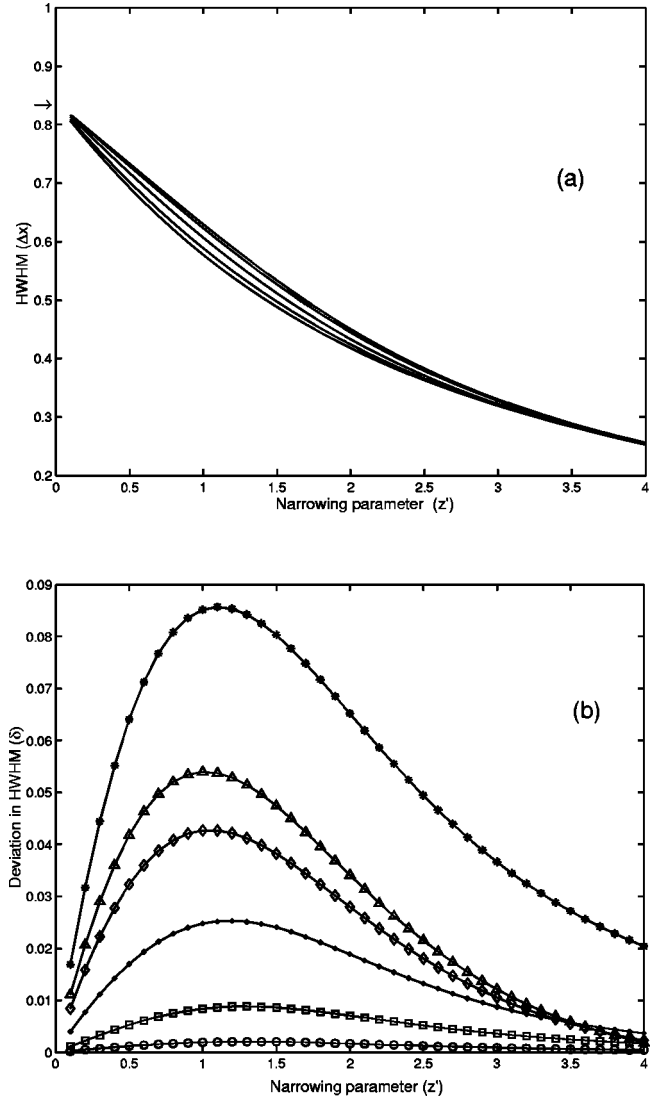 1
0.9
→
0.8
0.7
0.6
0.5
0.4
0.3
0.2
HWHM (Δx)
(a)
0 0.5 1 1.5 2 2.5 3 3.5 4
Narrowing parameter (z')
0.09
0.08
0.07
0.06
0.05
0.04
0.03
0.02
0.01
0
Deviation in HWHM (δ)
(b)
0 0.5 1 1.5 2 2.5 3 3.5 4
Narrowing parameter (z')